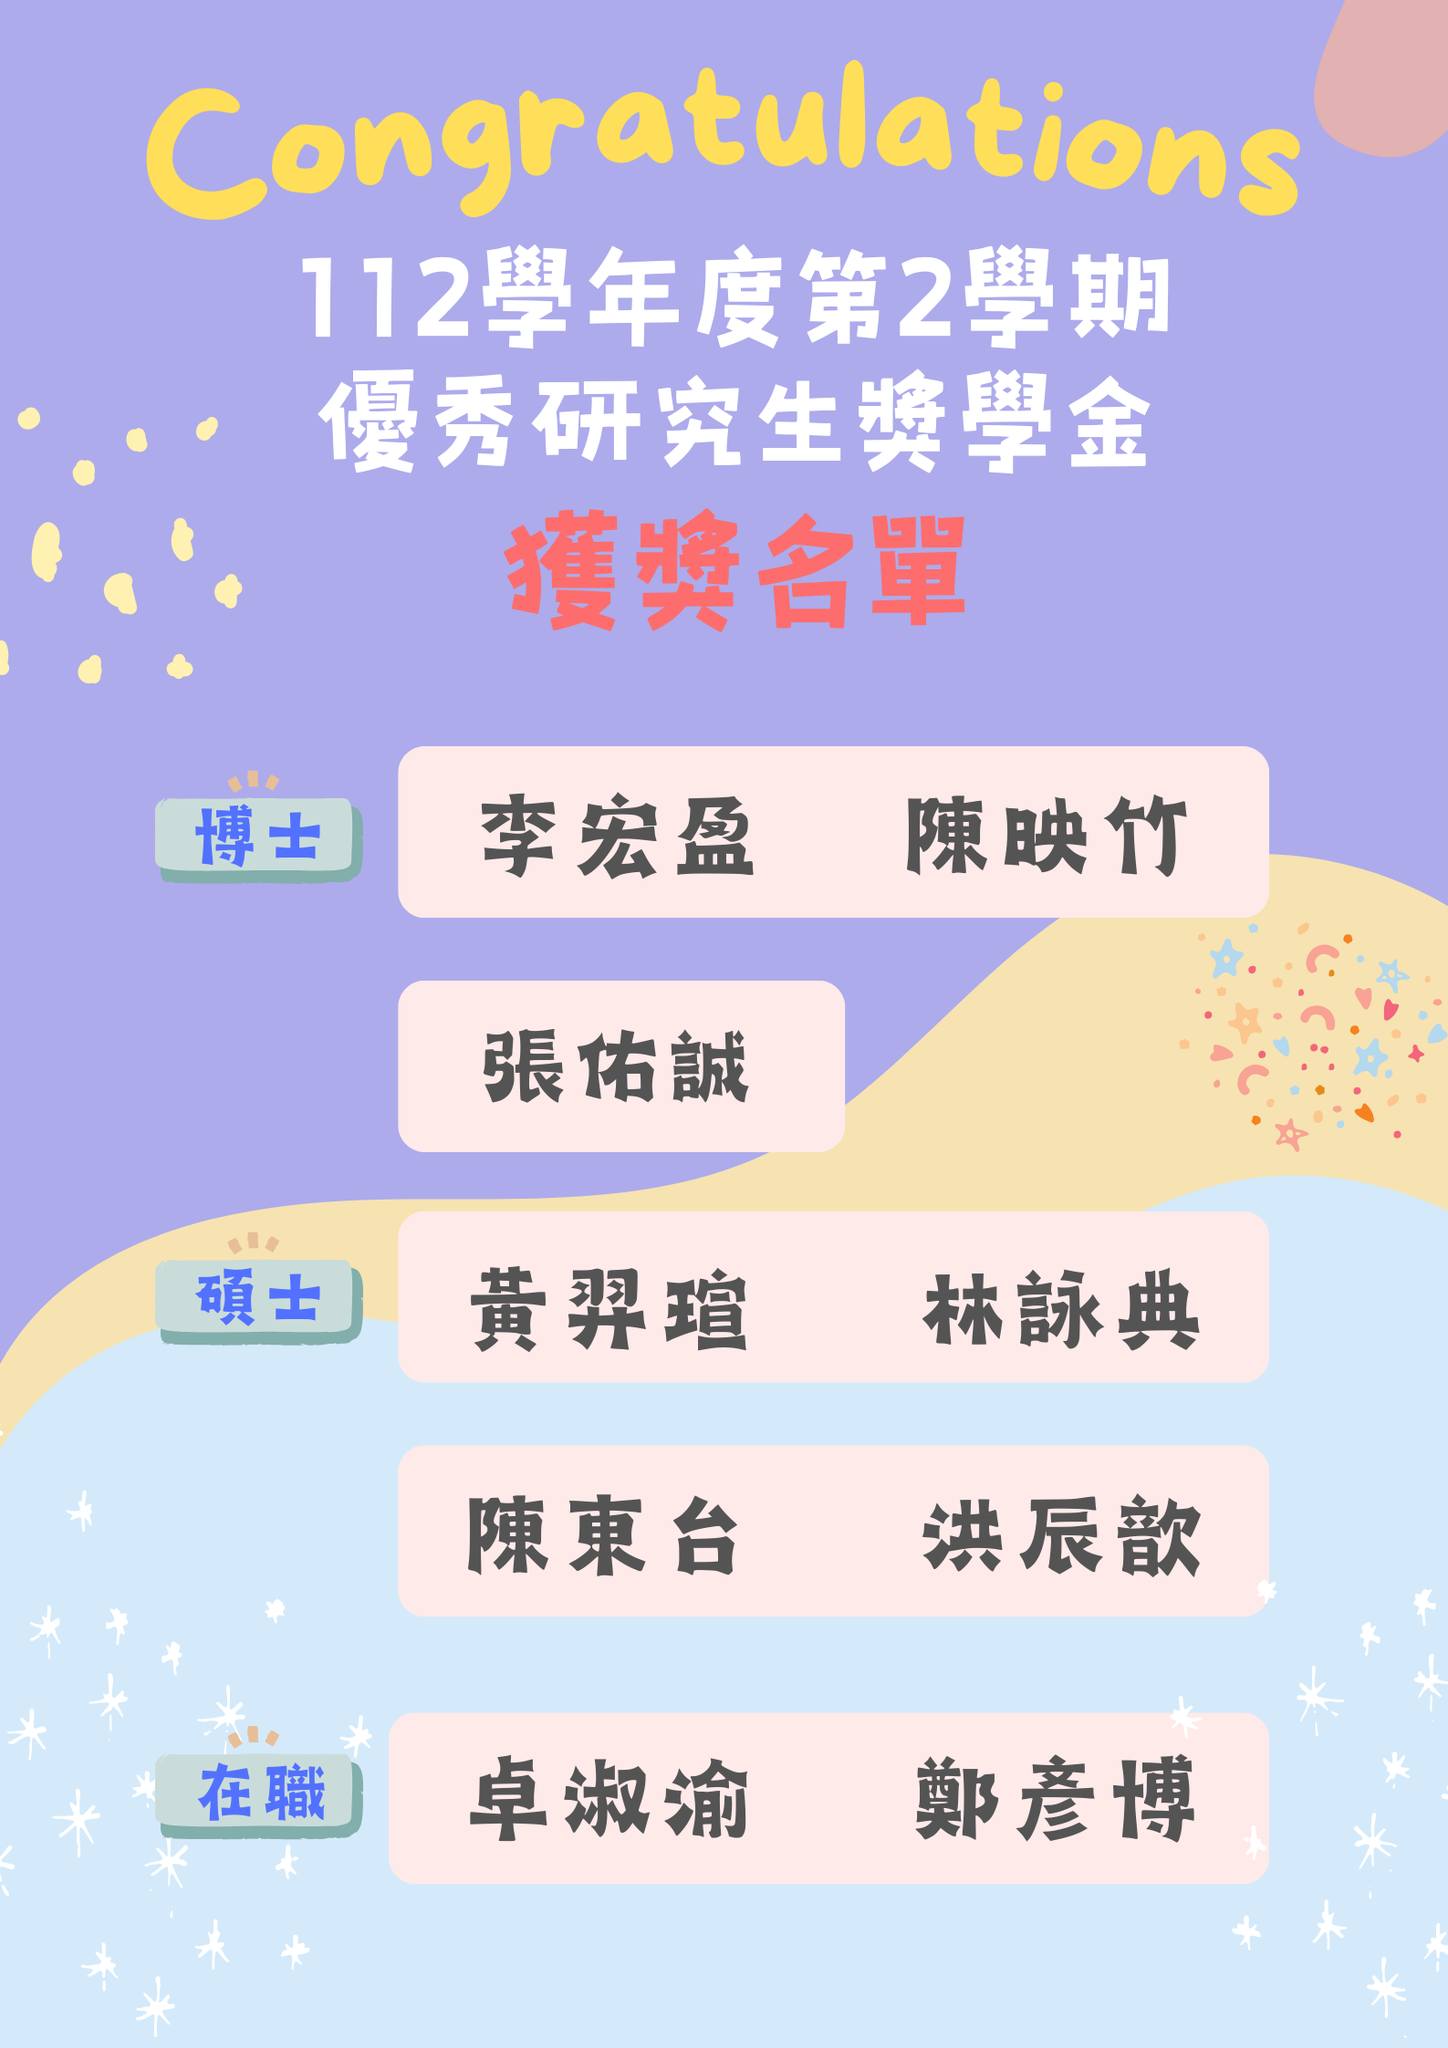 Congratulations
112學年度第2學期
優秀研究生獎學金
獲獎名單
博士
李宏盈 陳映竹
張佑誠
碩士
黃羿瑄 林詠典
陳東台 洪辰歆
在職
卓淑渝 鄭彥博